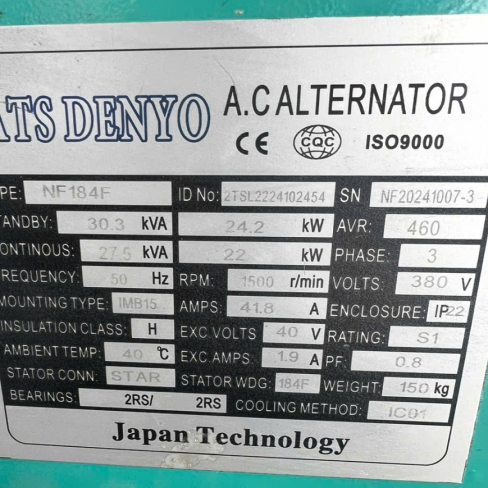 ATS DENYO A.C ALTERNATOR
CE CQC ISO9000
PE: NF184F ID No: 2TSL2224102454 SN NF20241007-3
TANDBY: 30.3 kVA 24.2 kW AVR: 460
ONTINOUS: 27.5 kVA 22 kW PHASE: 3
FREQUENCY: 50 Hz RPM: 1500 r/min VOLTS: 380 V
MOUNTING TYPE: IMB15 AMPS: 41.8 A ENCLOSURE: IP22
INSULATION CLASS: H EXC VOLTS 40 V RATING: S1
AMBIENT TEMP: 40 °C EXC AMPS 1.9 A PF: 0.8
STATOR CONN: STAR STATOR WDG: 184F WEIGHT: 150 kg
BEARINGS: 2RS/ 2RS COOLING METHOD: IC01
Japan Technology